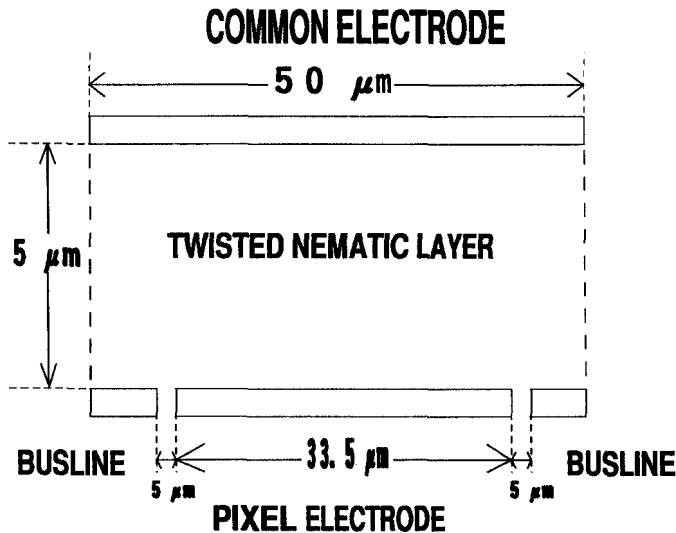 COMMON ELECTRODE
50 μm
5 μm
TWISTED NEMATIC LAYER
33.5 μm
BUSLINE
BUSLINE
5 μm
5 μm
PIXEL ELECTRODE